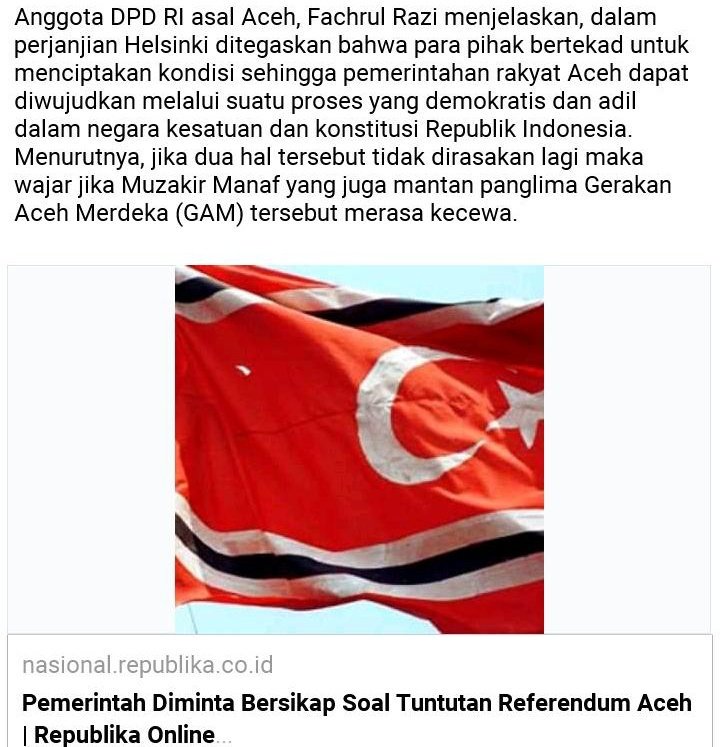 Anggota DPD RI asal Aceh, Fachrul Razi menjelaskan, dalam
perjanjian Helsinki ditegaskan bahwa para pihak bertekad untuk
menciptakan kondisi sehingga pemerintahan rakyat Aceh dapat
diwujudkan melalui suatu proses yang demokratis dan adil
dalam negara kesatuan dan konstitusi Republik Indonesia.
Menurutnya, jika dua hal tersebut tidak dirasakan lagi maka
wajar jika Muzakir Manaf yang juga mantan panglima Gerakan
Aceh Merdeka (GAM) tersebut merasa kecewa.
nasional.republika.co.id
Pemerintah Diminta Bersikap Soal Tuntutan Referendum Aceh
| Republika Online...